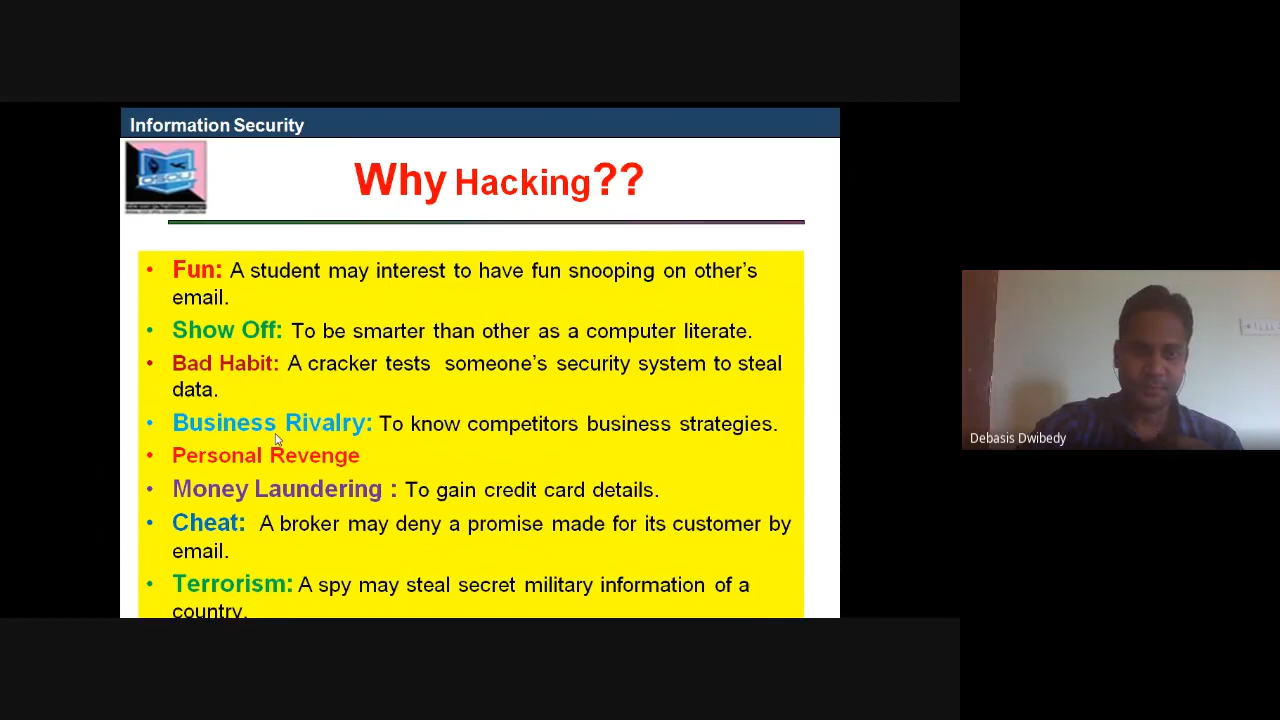 Information Security
OSOU
Why Hacking??
• Fun: A student may interest to have fun snooping on other's
email.
• Show Off: To be smarter than other as a computer literate.
• Bad Habit: A cracker tests someone's security system to steal
data.
• Business Rivalry: To know competitors business strategies.
• Personal Revenge
• Money Laundering : To gain credit card details.
• Cheat: A broker may deny a promise made for its customer by
email.
• Terrorism: A spy may steal secret military information of a
country.
Debasis Dwibedy